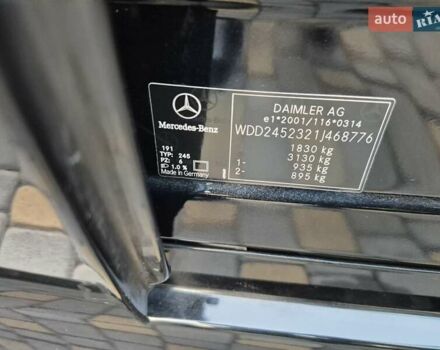 auto RIA
DAIMLER AG
e1*2001/116*0314
WDD2452321J468776
1830 kg
3130 kg
1- 935 kg
2- 895 kg
Mercedes-Benz
191
TYP: 245
PZ: 6
1.0 %
Made in Germany